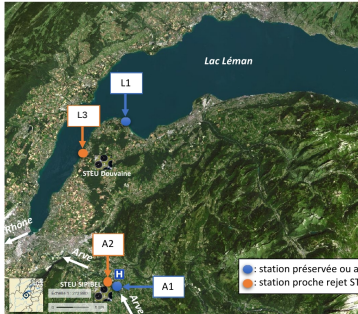 Lac Léman
L1
L3
STEU Douvaine
Rhône
Arve
A2
H
STEU SIPIBEL
A1
Arve
: station préservée ou a
: station proche rejet ST